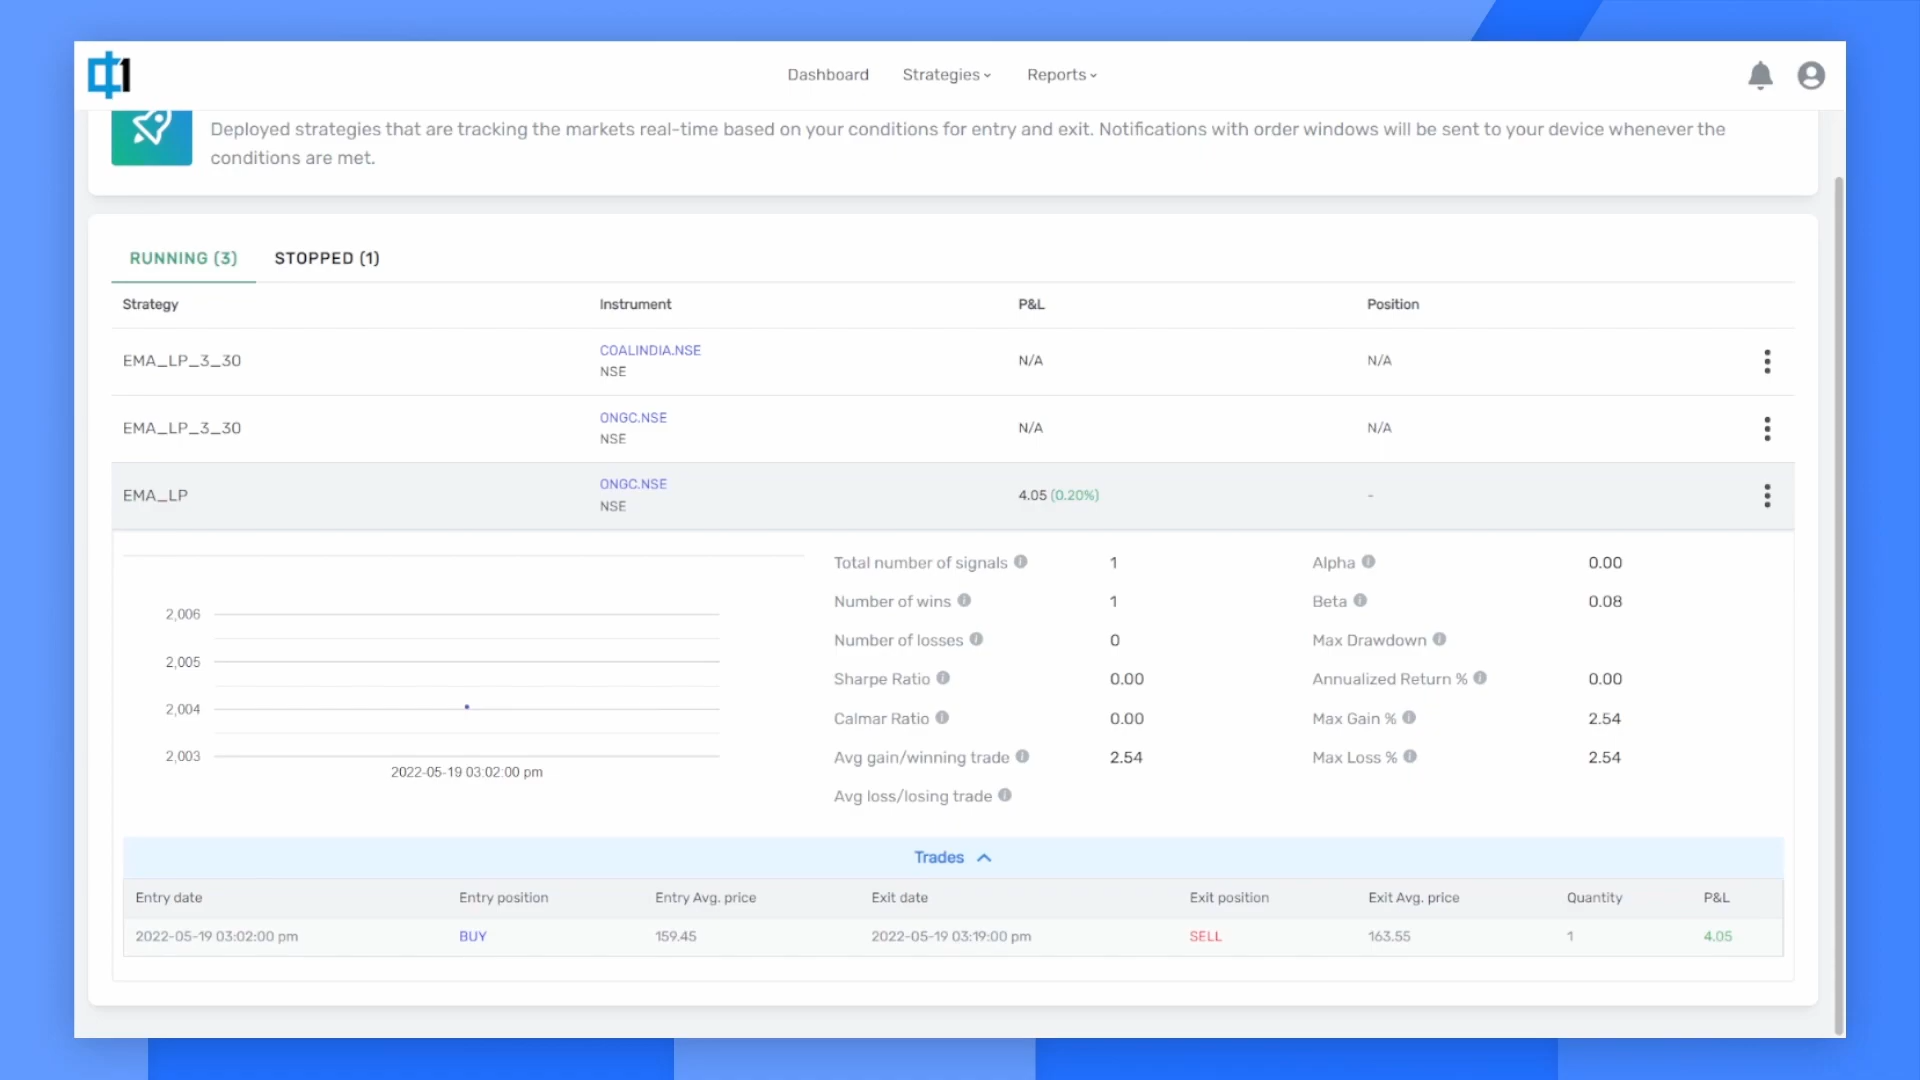 1
Dashboard Strategies Reports
Deployed strategies that are tracking the markets real-time based on your conditions for entry and exit. Notifications with order windows will be sent to your device whenever the
conditions are met.
RUNNING (3) STOPPED (1)
Strategy Instrument P&L Position
EMA_LP_3_30 COALINDIA.NSE N/A N/A
NSE
EMA_LP_3_30 ONGC.NSE N/A N/A
NSE
EMA_LP ONGC.NSE 4.05 (0.20%) -
NSE
2,006
2,005
2,004
2,003
2022-05-19 03:02:00 pm
Total number of signals 1 Alpha 0.00
Number of wins 1 Beta 0.08
Number of losses 0 Max Drawdown
Sharpe Ratio 0.00 Annualized Return % 0.00
Calmar Ratio 0.00 Max Gain % 2.54
Avg gain/winning trade 2.54 Max Loss % 2.54
Avg loss/losing trade
Trades
Entry date Entry position Entry Avg. price Exit date Exit position Exit Avg. price Quantity P&L
2022-05-19 03:02:00 pm BUY 159.45 2022-05-19 03:19:00 pm SELL 163.55 1 4.05